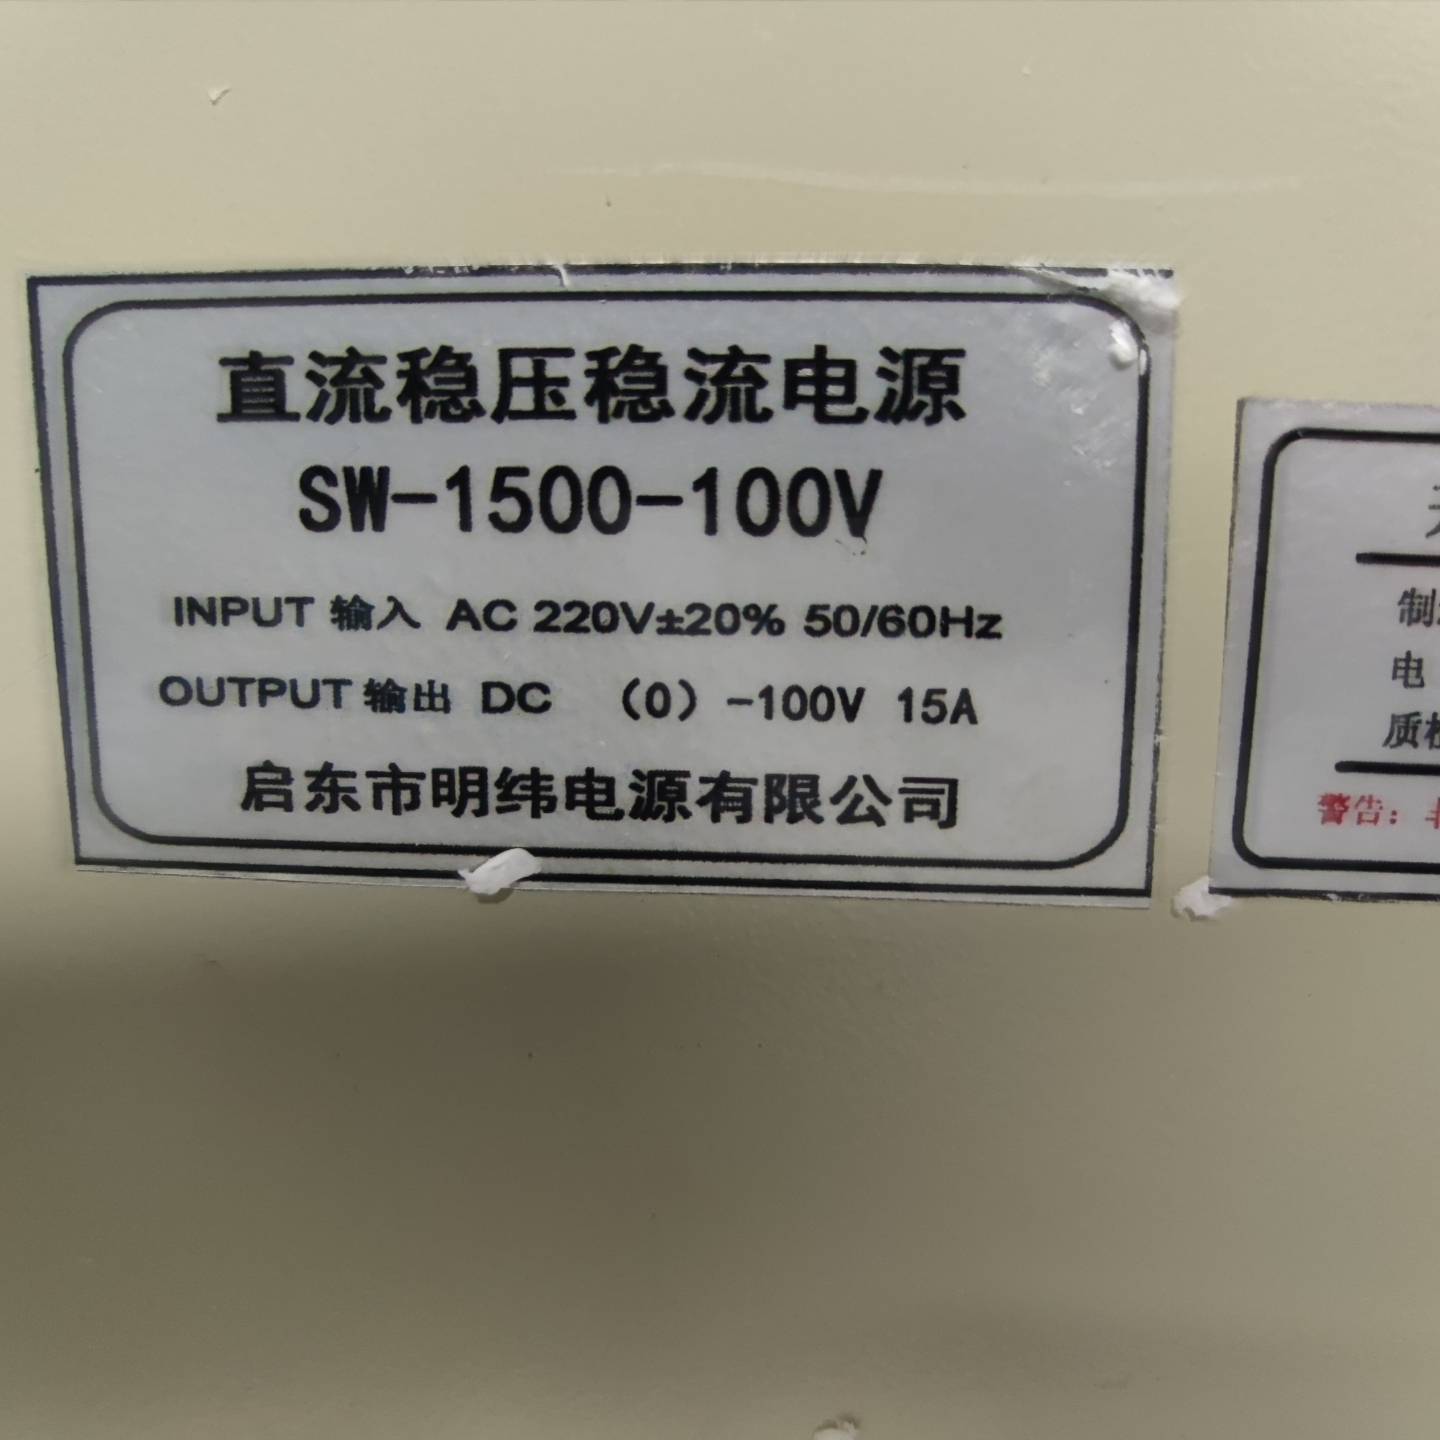 直流稳压稳流电源
SW-1500-100V
INPUT 输入 AC 220V±20% 50/60Hz
OUTPUT 输出 DC （0）-100V 15A
启东市明纬电源有限公司
制
电
质检
警告：